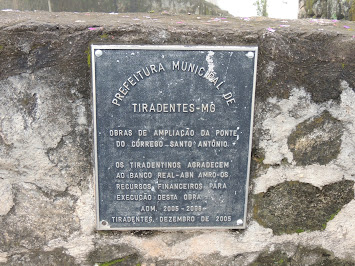 PREFEITURA MUNICIPAL DE
TIRADENTES-MG
OBRAS DE AMPLIAÇÃO DA PONTE
DO CÓRREGO SANTO ANTÔNIO.
OS TIRADENTINOS AGRADECEM
AO BANCO REAL-ABN AMRO-OS
RECURSOS FINANCEIROS PARA
EXECUÇÃO DESTA OBRA.
ADM. 2005-2008
TIRADENTES, DEZEMBRO DE 2005